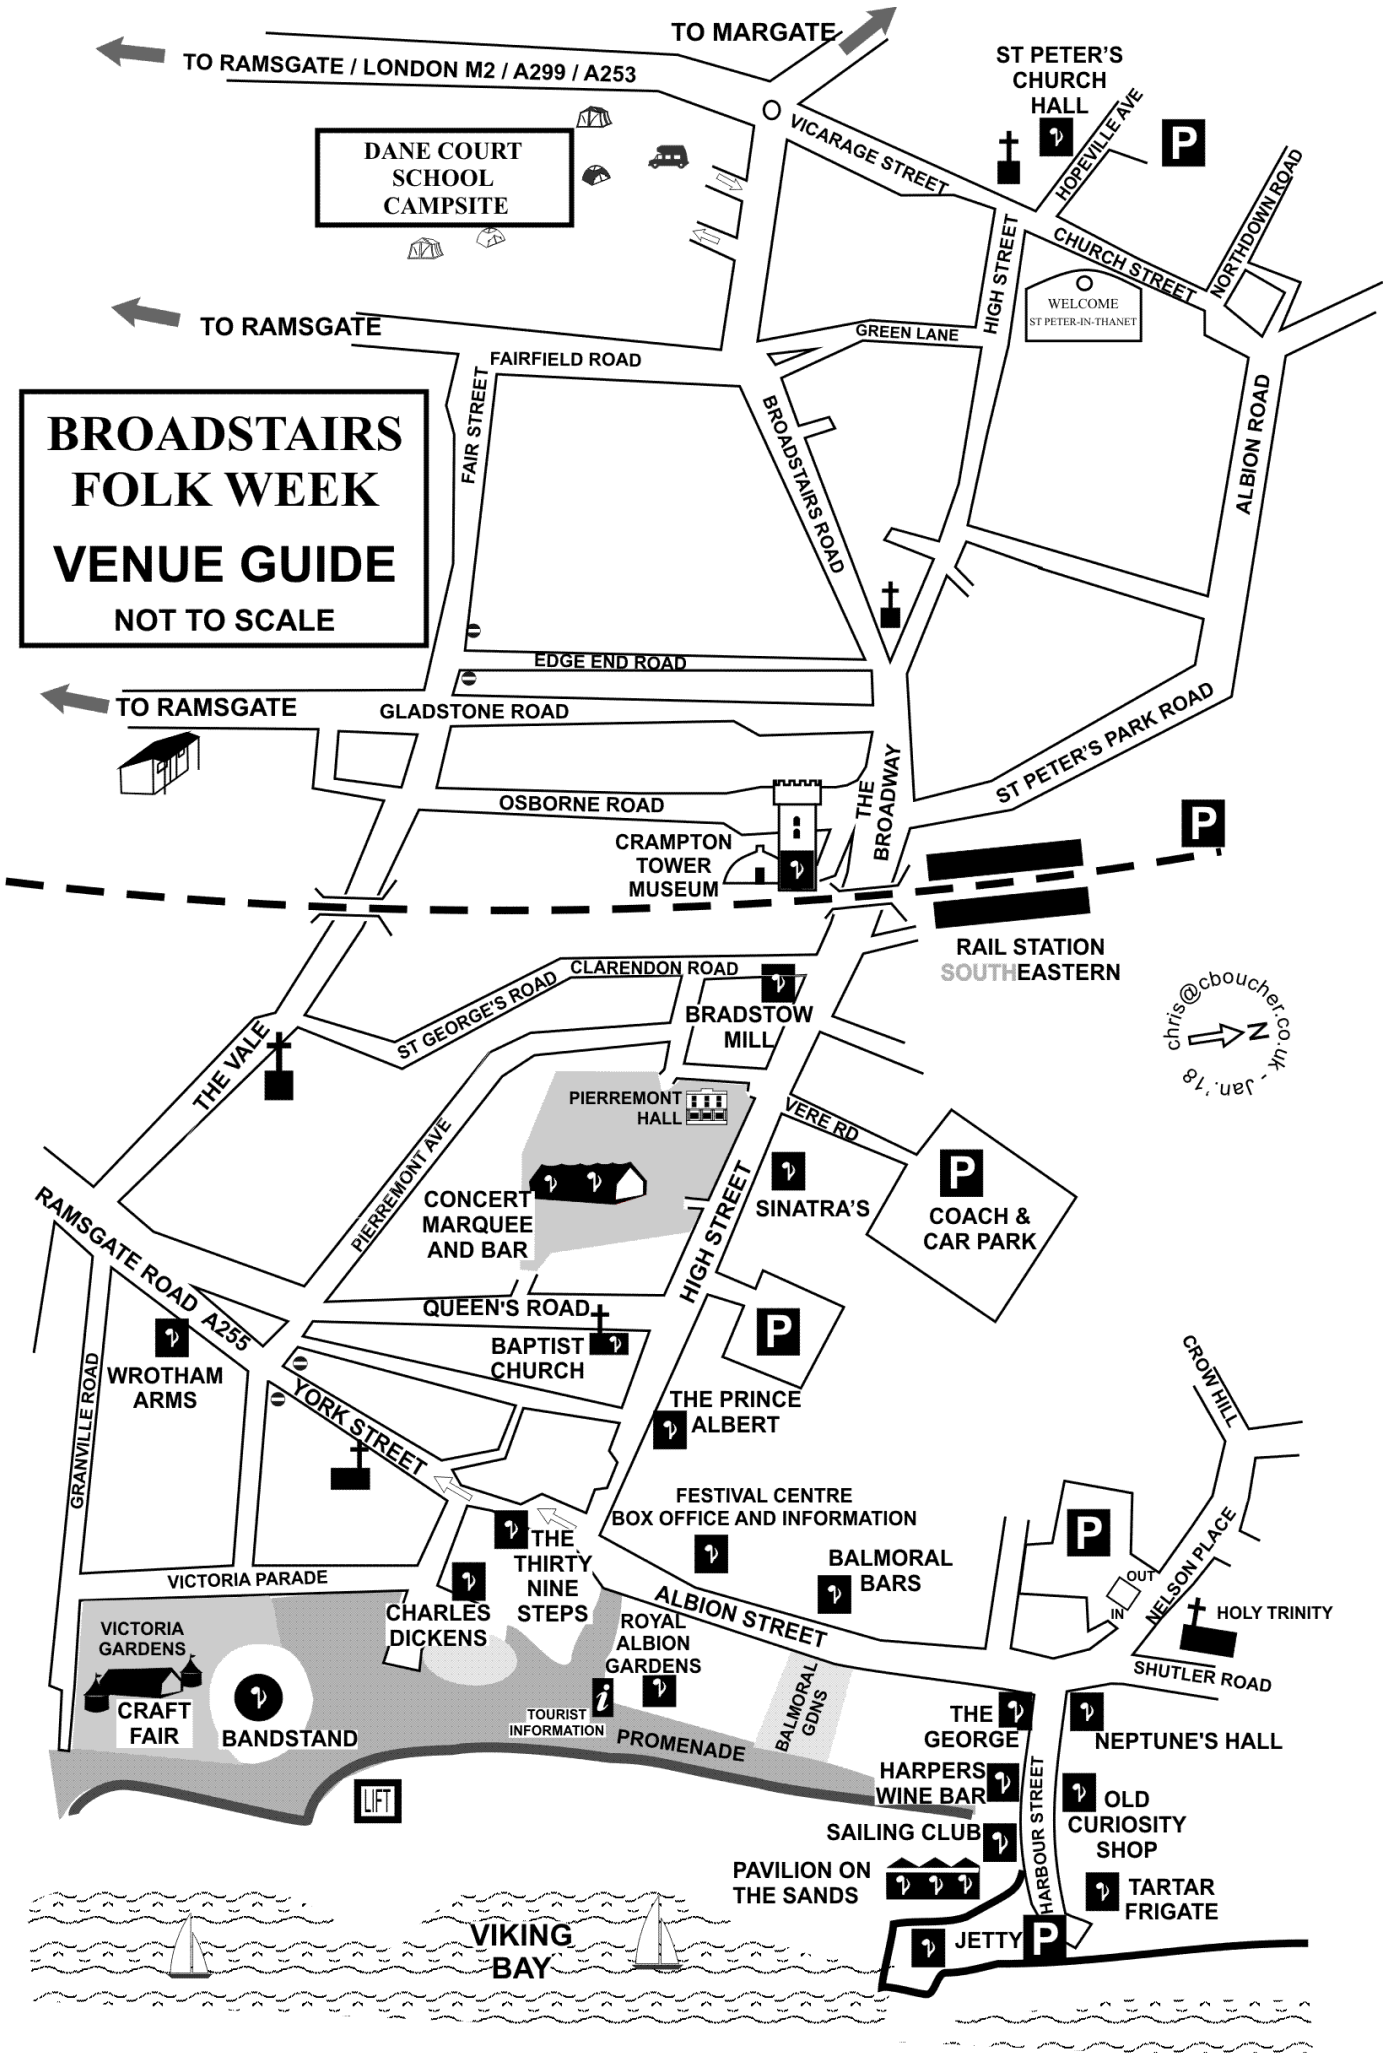 TO MARGATE
TO RAMSGATE / LONDON M2 / A299 / A253
ST PETER'S
CHURCH
HALL
HOPEVILLE AVE
P
VICARAGE STREET
DANE COURT
SCHOOL
CAMPSITE
NORTHDOWN ROAD
CHURCH STREET
HIGH STREET
WELCOME
ST PETER-IN-THANET
TO RAMSGATE
GREEN LANE
FAIRFIELD ROAD
FAIR STREET
BROADSTAIRS ROAD
ALBION ROAD
BROADSTAIRS
FOLK WEEK
VENUE GUIDE
NOT TO SCALE
EDGE END ROAD
TO RAMSGATE
GLADSTONE ROAD
ST PETER'S PARK ROAD
OSBORNE ROAD
THE
BROADWAY
CRAMPTON
TOWER
MUSEUM
P
RAIL STATION
SOUTHEASTERN
CLARENDON ROAD
ST GEORGE'S ROAD
BRADSTOW
MILL
chris@cboucher.co.uk - Jan.'18
N
THE VALE
PIERREMONT
HALL
VERE RD
PIERREMONT AVE
CONCERT
MARQUEE
AND BAR
SINATRA'S
P
COACH &
CAR PARK
HIGH STREET
RAMSGATE ROAD A255
QUEEN'S ROAD
BAPTIST
CHURCH
P
WROTHAM
ARMS
GRANVILLE ROAD
YORK STREET
THE PRINCE
ALBERT
CROW HILL
FESTIVAL CENTRE
BOX OFFICE AND INFORMATION
P
THE
THIRTY
NINE
STEPS
BALMORAL
BARS
OUT
IN
NELSON PLACE
VICTORIA PARADE
CHARLES
DICKENS
ALBION STREET
HOLY TRINITY
SHUTLER ROAD
VICTORIA
GARDENS
ROYAL
ALBION
GARDENS
BALMORAL
GDNS
CRAFT
FAIR
BANDSTAND
i
TOURIST
INFORMATION
PROMENADE
THE
GEORGE
NEPTUNE'S HALL
LIFT
HARPERS
WINE BAR
HARBOUR STREET
OLD
CURIOSITY
SHOP
SAILING CLUB
PAVILION ON
THE SANDS
TARTAR
FRIGATE
VIKING
BAY
JETTY
P